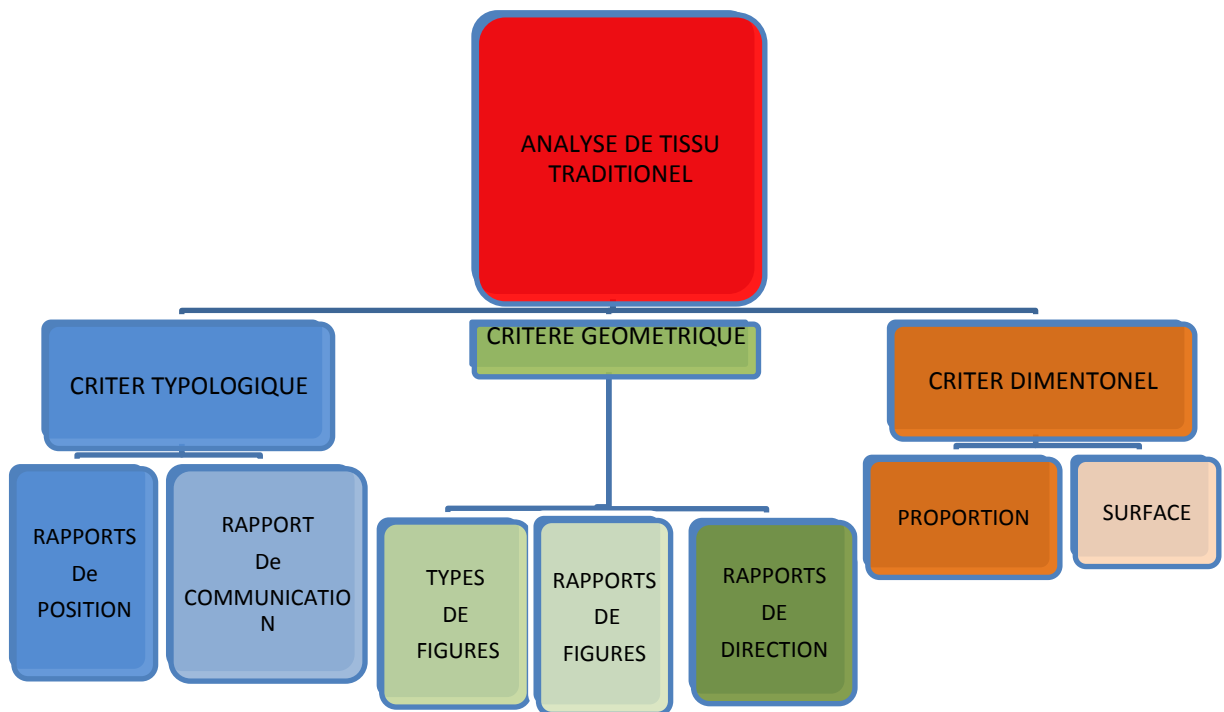 ANALYSE DE TISSU
TRADITIONEL
CRITER TYPOLOGIQUE
CRITERE GEOMETRIQUE
CRITER DIMENTONEL
RAPPORTS
De
POSITION
RAPPORT
De
COMMUNICATIO
N
TYPES
DE
FIGURES
RAPPORTS
DE
FIGURES
RAPPORTS
DE
DIRECTION
PROPORTION
SURFACE